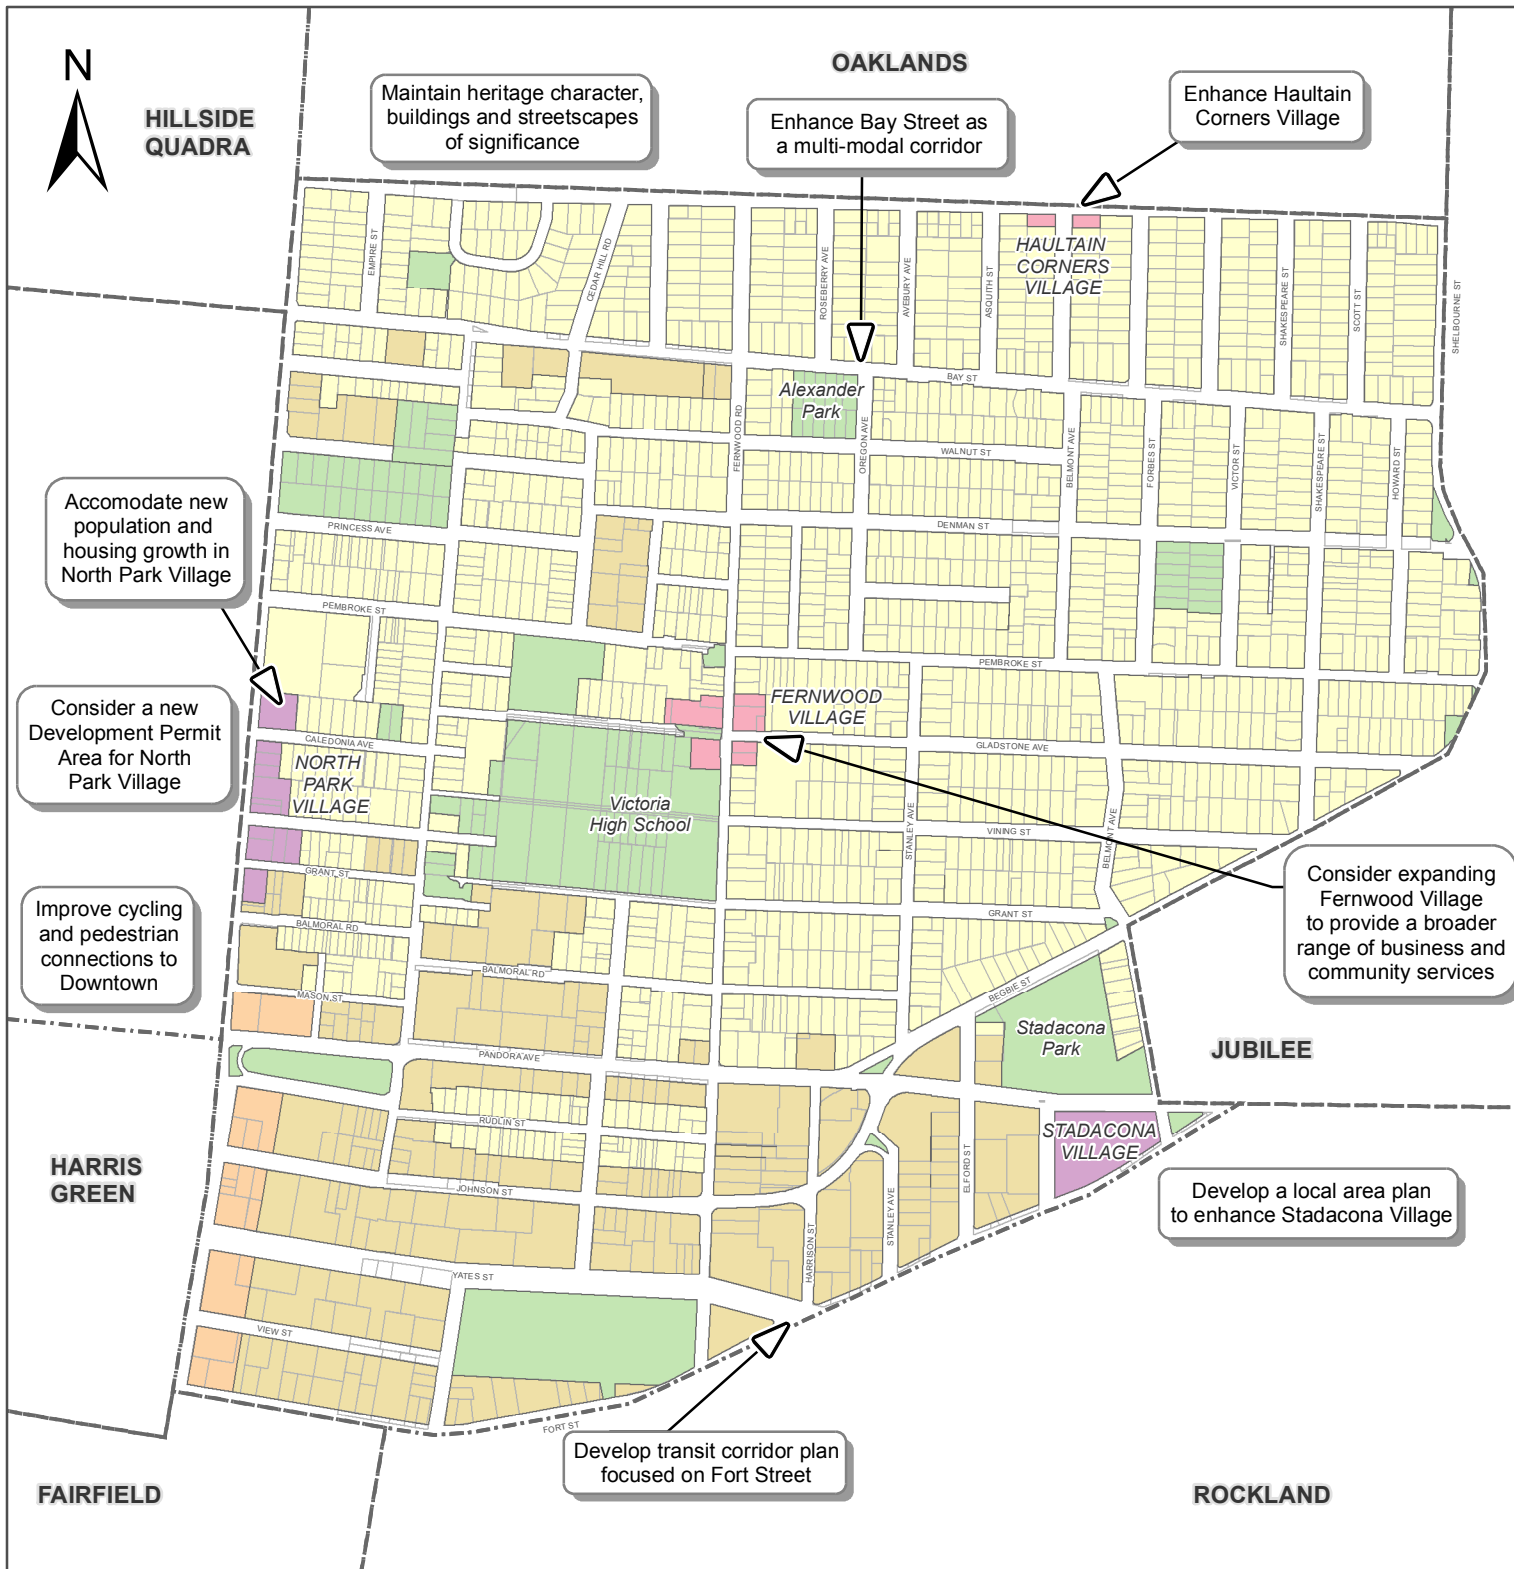 OAKLANDS
N
HILLSIDE
QUADRA
Maintain heritage character,
buildings and streetscapes
of significance
Enhance Bay Street as
a multi-modal corridor
Enhance Haultain
Corners Village
EMPIRE ST
CEDAR HILL RD
ROSEBERRY AVE
AVEBURY AVE
ASQUITH ST
HAULTAIN
CORNERS
VILLAGE
SHAKESPEARE ST
SCOTT ST
SHELBOURNE ST
BAY ST
Alexander
Park
FERNWOOD RD
OREGON AVE
WALNUT ST
BELMONT AVE
FORBES ST
VICTOR ST
SHAKESPEARE ST
HOWARD ST
Accomodate new
population and
housing growth in
North Park Village
PRINCESS AVE
DENMAN ST
PEMBROKE ST
PEMBROKE ST
Consider a new
Development Permit
Area for North
Park Village
FERNWOOD
VILLAGE
CALEDONIA AVE
GLADSTONE AVE
NORTH
PARK
VILLAGE
Victoria
High School
STANLEY AVE
VINING ST
BELMONT AVE
GRANT ST
Consider expanding
Fernwood Village
to provide a broader
range of business and
community services
Improve cycling
and pedestrian
connections to
Downtown
GRANT ST
BALMORAL RD
BALMORAL RD
BEGBIE ST
MASON ST
Stadacona
Park
JUBILEE
PANDORA AVE
RUDLIN ST
STADACONA
VILLAGE
HARRIS
GREEN
ELFORD ST
JOHNSON ST
STANLEY AVE
HARRISON ST
Develop a local area plan
to enhance Stadacona Village
YATES ST
VIEW ST
FORT ST
Develop transit corridor plan
focused on Fort Street
FAIRFIELD
ROCKLAND